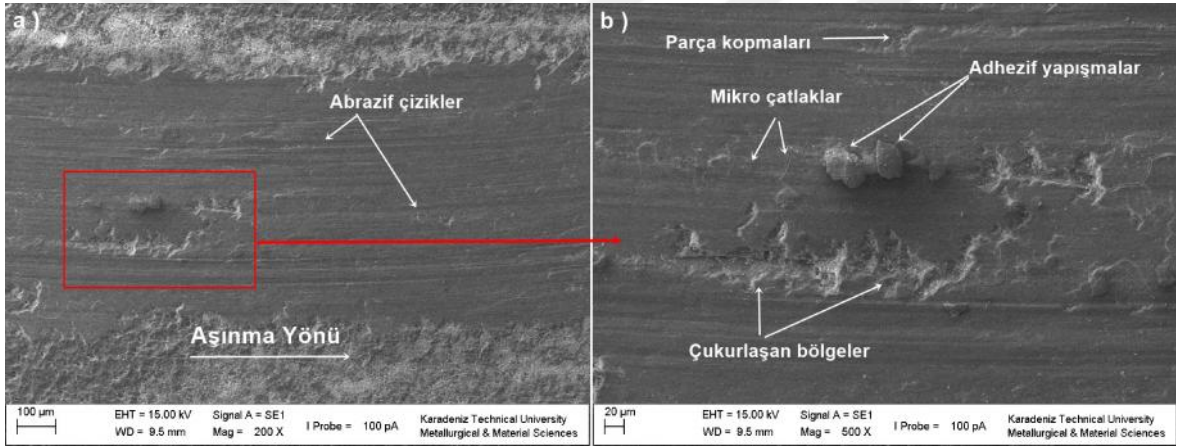 a )
Abrazif çizikler
Aşınma Yönü
100 µm
EHT = 15.00 kV
Signal A = SE1
WD = 9.5 mm
Mag = 200 X
I Probe = 100 pA
Karadeniz Technical University
Metallurgical & Material Sciences
b )
Parça kopmaları
Adhezif yapışmalar
Mikro çatlaklar
Çukurlaşan bölgeler
20 µm
EHT = 15.00 kV
Signal A = SE1
WD = 9.5 mm
Mag = 500 X
I Probe = 100 pA
Karadeniz Technical University
Metallurgical & Material Sciences